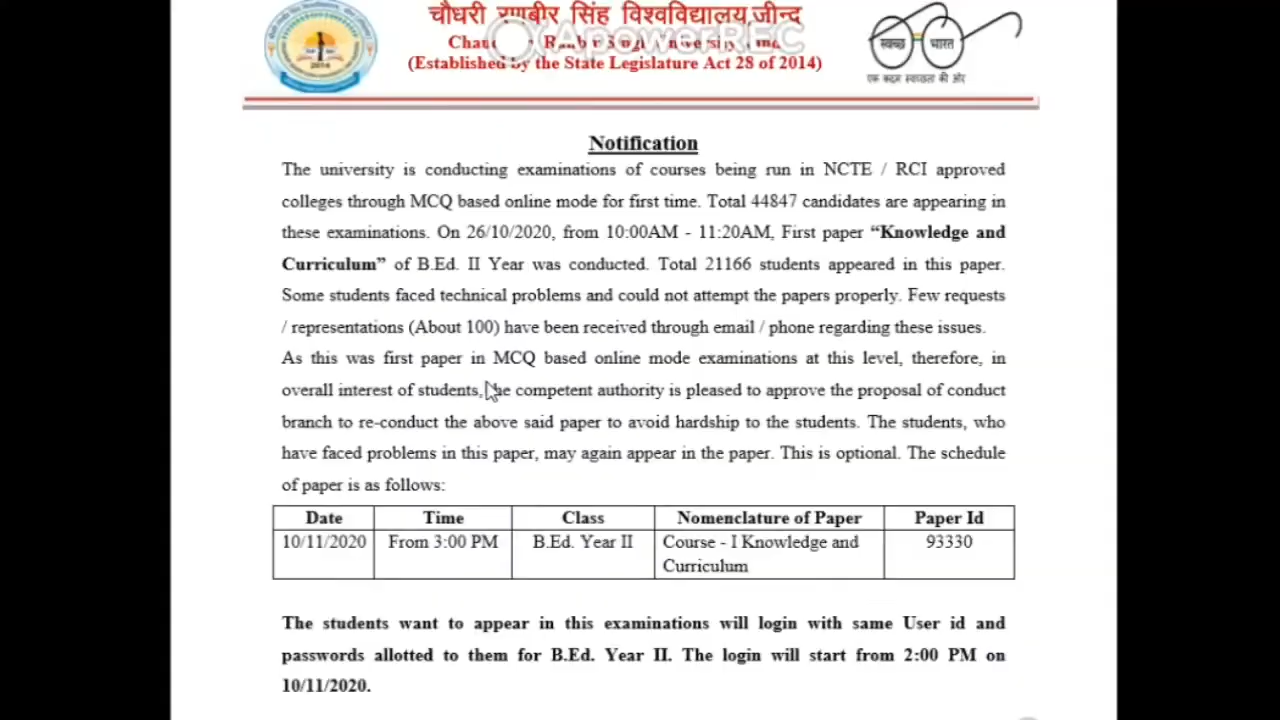 चौधरी रणबीर सिंह विश्वविद्यालय, जीन्द
ApowerREC
(Established by the State Legislature Act 28 of 2014)
2014
स्वच्छ भारत
एक कदम स्वच्छता की ओर
Notification
The university is conducting examinations of courses being run in NCTE / RCI approved
colleges through MCQ based online mode for first time. Total 44847 candidates are appearing in
these examinations. On 26/10/2020, from 10:00AM - 11:20AM, First paper “Knowledge and
Curriculum” of B.Ed. II Year was conducted. Total 21166 students appeared in this paper.
Some students faced technical problems and could not attempt the papers properly. Few requests
/ representations (About 100) have been received through email / phone regarding these issues.
As this was first paper in MCQ based online mode examinations at this level, therefore, in
overall interest of students, the competent authority is pleased to approve the proposal of conduct
branch to re-conduct the above said paper to avoid hardship to the students. The students, who
have faced problems in this paper, may again appear in the paper. This is optional. The schedule
of paper is as follows:
Date Time Class Nomenclature of Paper Paper Id
10/11/2020 From 3:00 PM B.Ed. Year II Course - I Knowledge and 93330
Curriculum
The students want to appear in this examinations will login with same User id and
passwords allotted to them for B.Ed. Year II. The login will start from 2:00 PM on
10/11/2020.